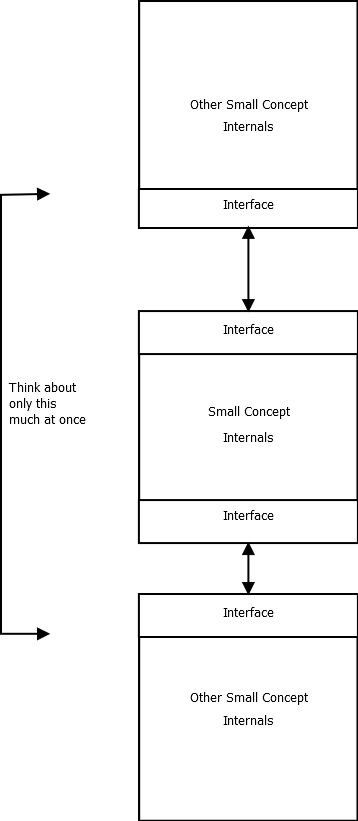 Other Small Concept
Internals
Interface
Interface
Think about
only this
much at once
Small Concept
Internals
Interface
Interface
Other Small Concept
Internals